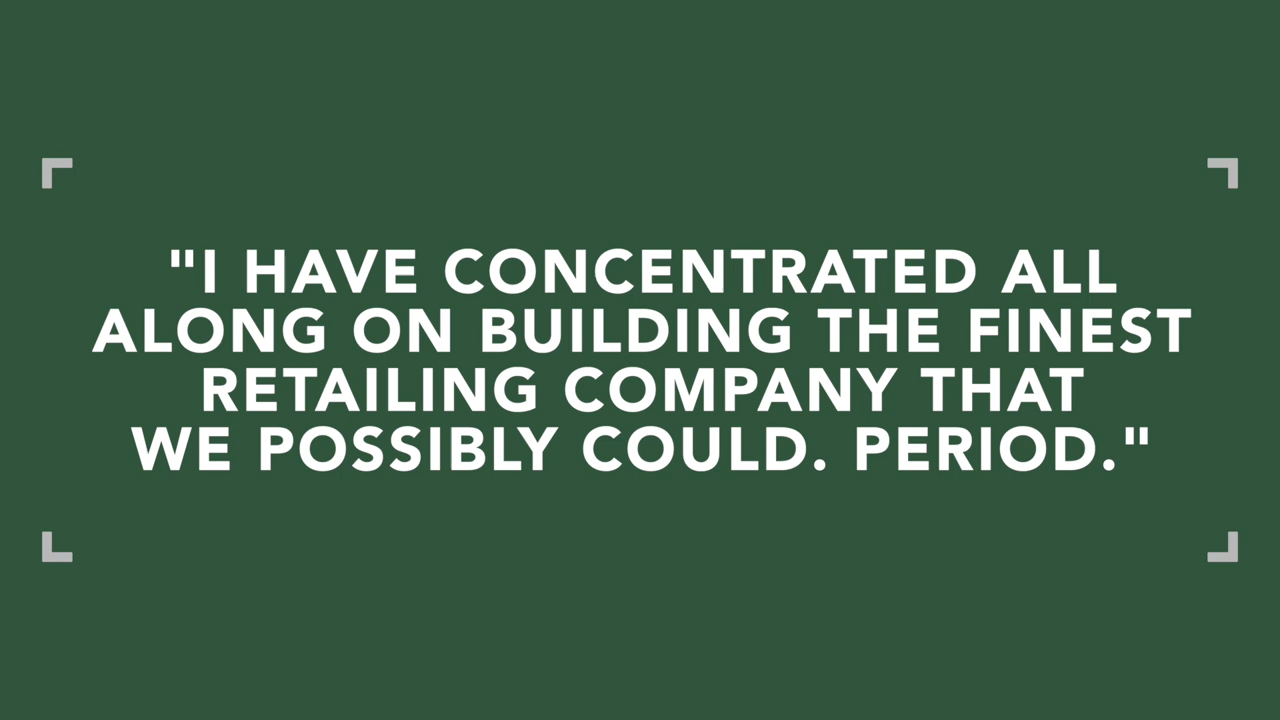 "I HAVE CONCENTRATED ALL
ALONG ON BUILDING THE FINEST
RETAILING COMPANY THAT
WE POSSIBLY COULD. PERIOD."